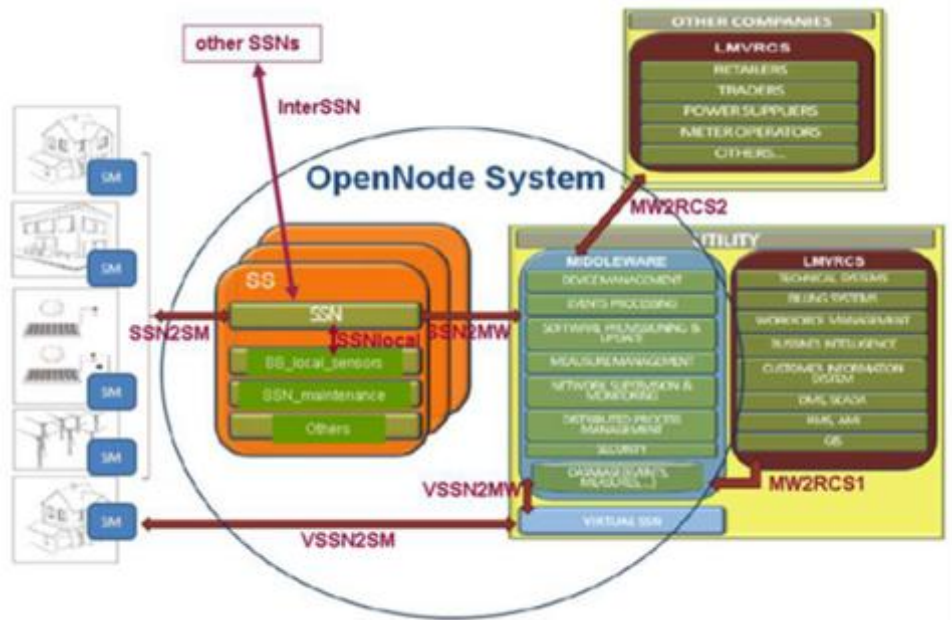 OTHER COMPANIES
LMVRCS
RETAILERS
TRADERS
POWER SUPPLIERS
METER OPERATORS
OTHERS...
other SSNs
InterSSN
OpenNode System
MW2RCS2
UTILITY
SM
SM
SM
SM
SM
SS
SSN
SSNlocal
SS_local_sensors
SSN_maintenance
Others
SSN2SM
SSN2MW
MIDDLEWARE
DEVICE MANAGEMENT
EVENTS PROCESSING
SOFTWARE PROVISIONING &
UPDATE
MEASURE MANAGEMENT
NETWORK SUPERVISION &
MONITORING
DISTRIBUTED PROCESS
MANAGEMENT
SECURITY
LMVRCS
TECHNICAL SYSTEMS
BILLING SYSTEMS
WORKFORCE MANAGEMENT
CUSTOMER INFORMATION
SYSTEM
DMS, SCADA
GIS
VSSN2MW
MW2RCS1
VIRTUAL SSN
VSSN2SM